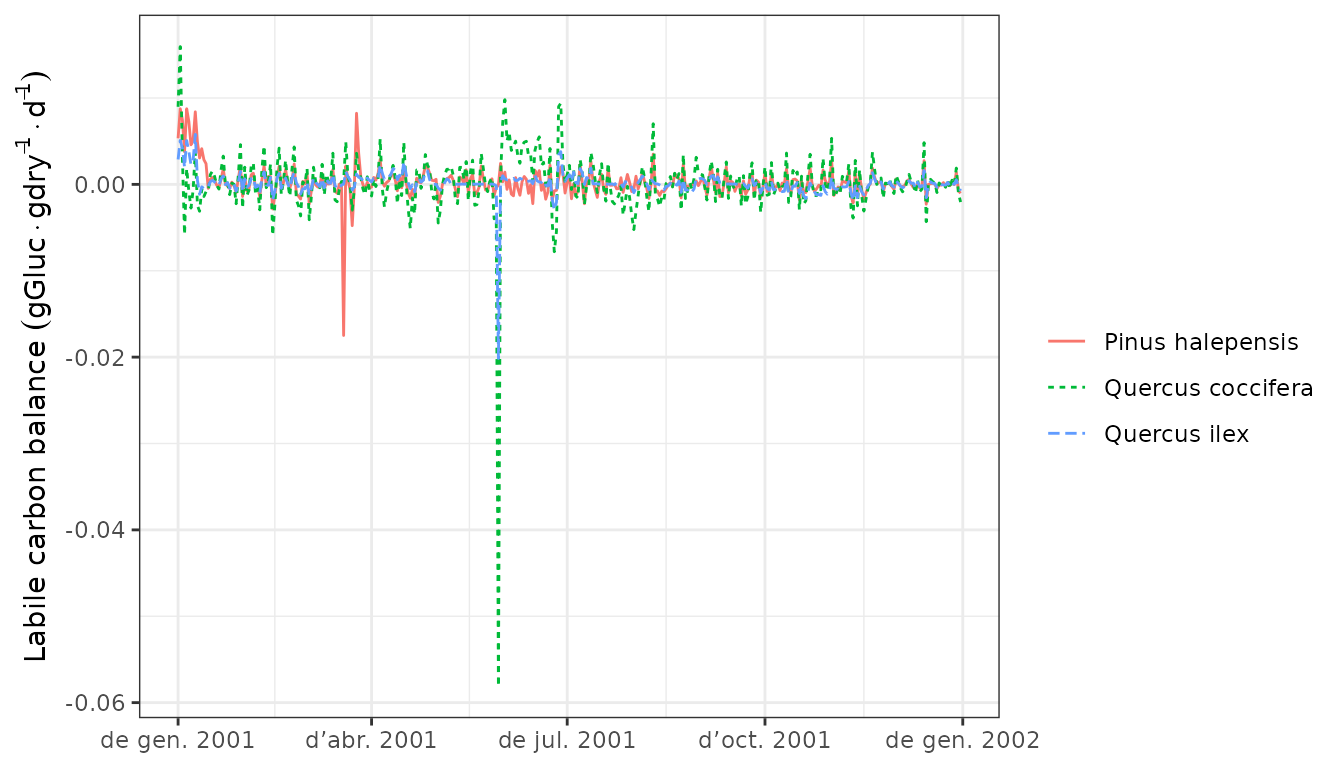 Labile carbon balance (gGluc · gdry⁻¹ · d⁻¹)
0.00
-0.02
-0.04
-0.06
de gen. 2001 d’abr. 2001 de jul. 2001 d’oct. 2001 de gen. 2002
Pinus halepensis
Quercus coccifera
Quercus ilex